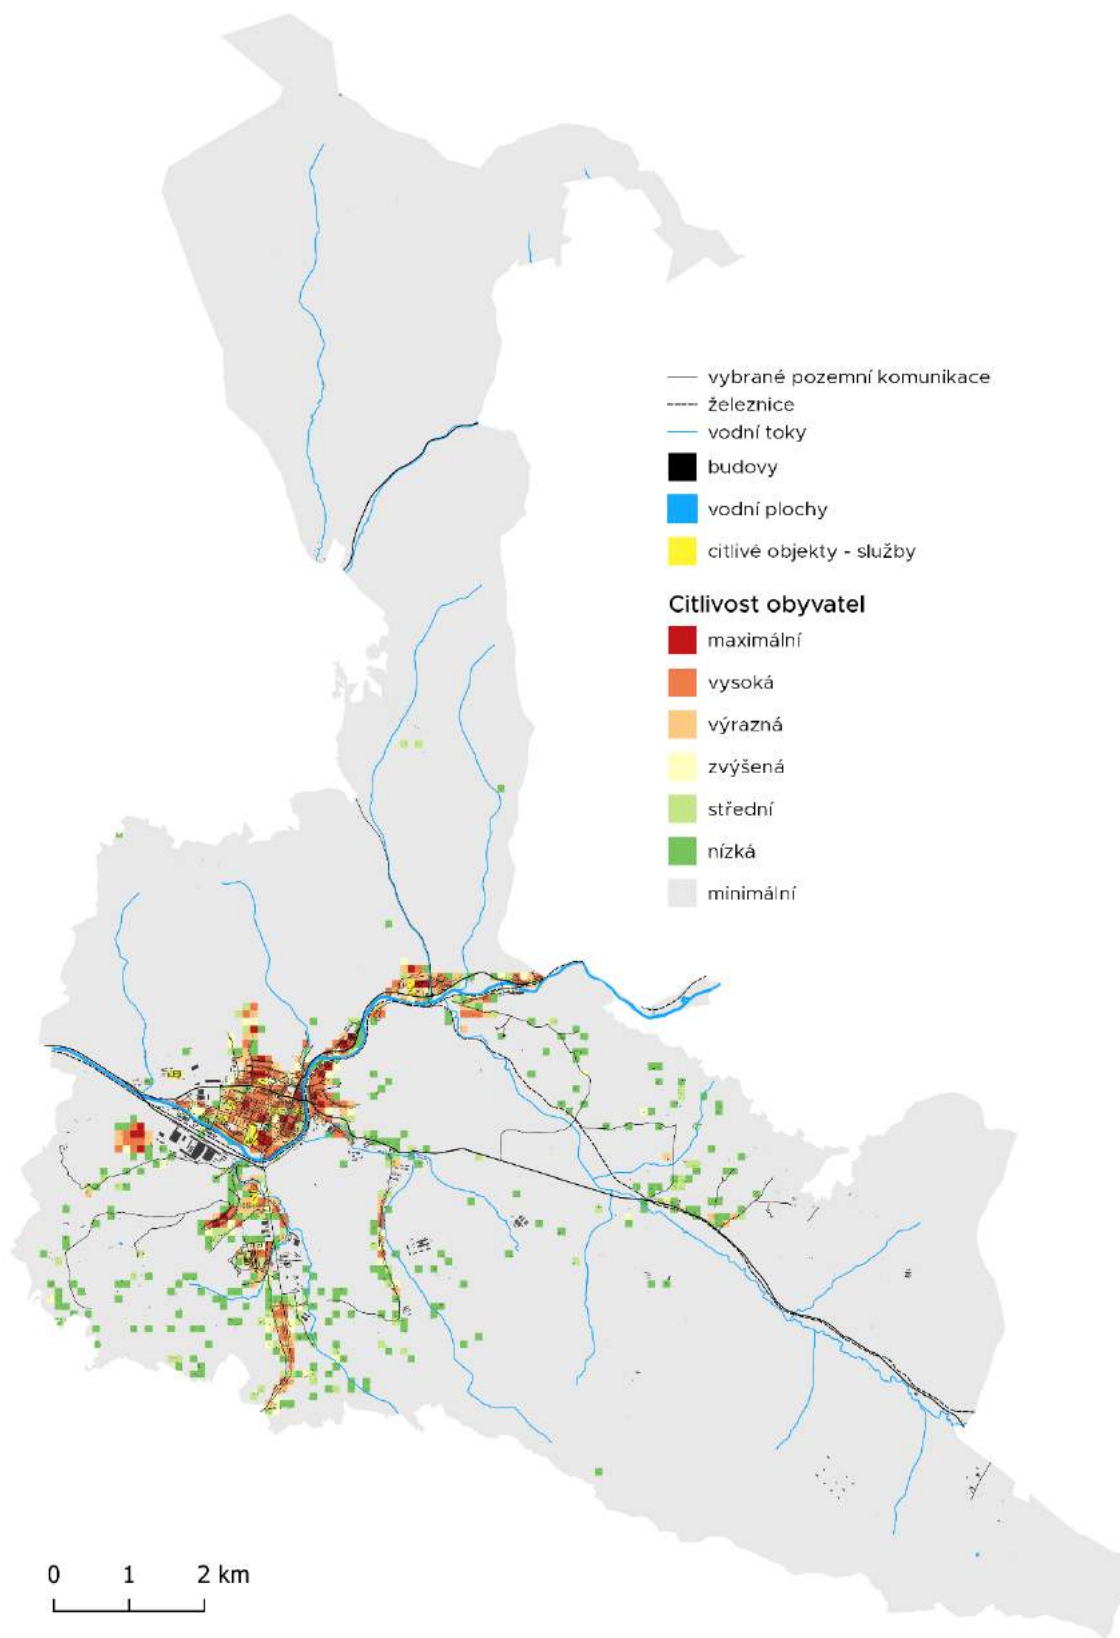 vybrané pozemní komunikace
železnice
vodní toky
budovy
vodní plochy
citlivé objekty - služby
Citlivost obyvatel
maximální
vysoká
výrazná
zvýšená
střední
nízká
minimální
0 1 2 km